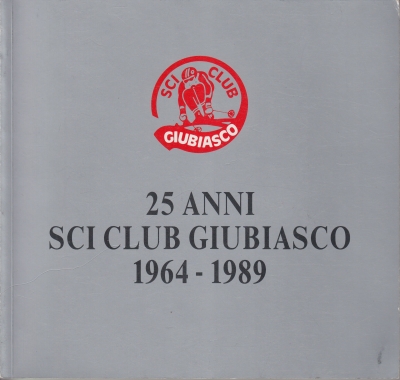 SCI CLUB
GIUBIASCO
25 ANNI
SCI CLUB GIUBIASCO
1964 - 1989